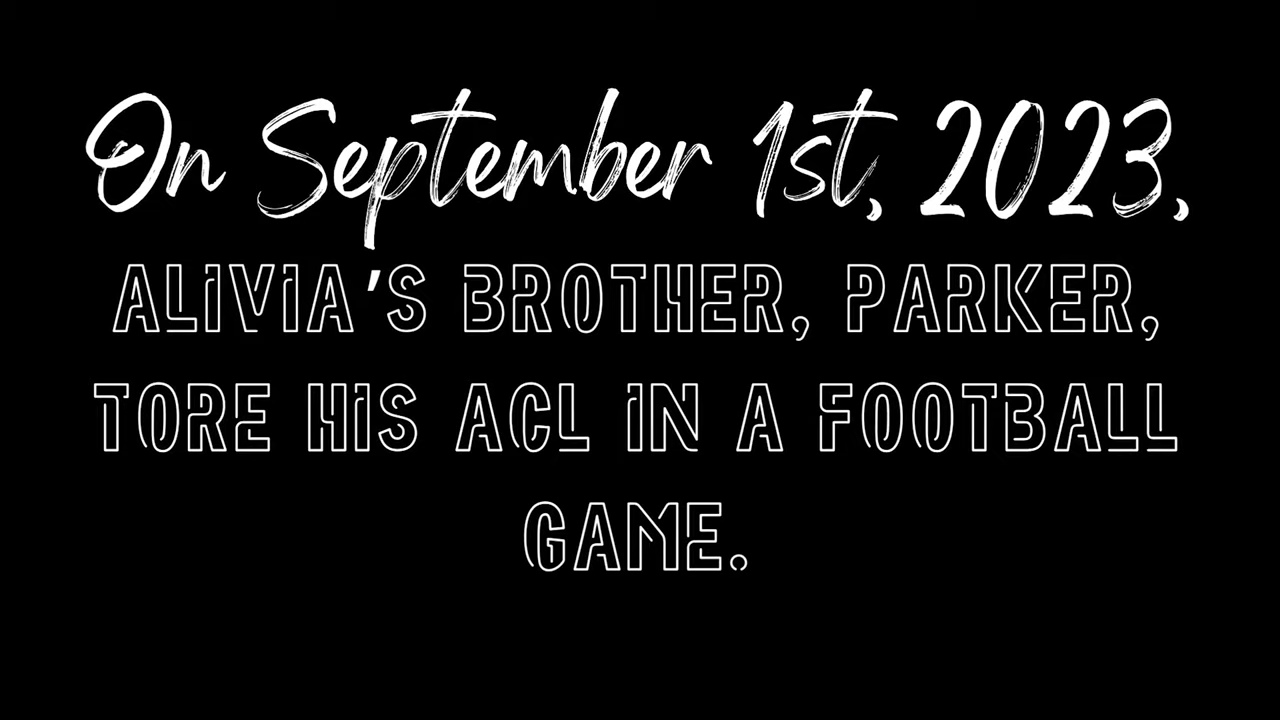 On September 1st, 2023,
ALIVIA'S BROTHER, PARKER,
TORE HIS ACL IN A FOOTBALL
GAME.